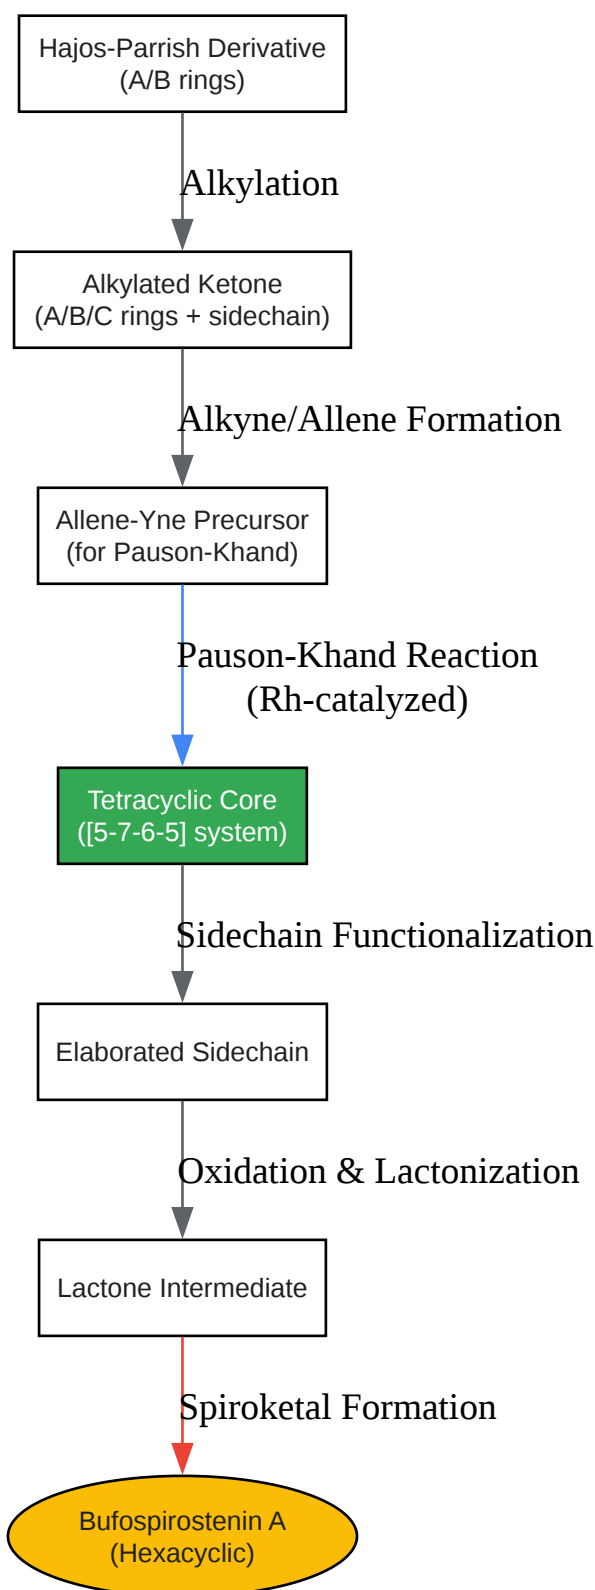 Hajos-Parrish Derivative
(A/B rings)
Alkylation
Alkylated Ketone
(A/B/C rings + sidechain)
Alkyne/Allene Formation
Allene-Yne Precursor
(for Pauson-Khand)
Pauson-Khand Reaction
(Rh-catalyzed)
Tetracyclic Core
([5-7-6-5] system)
Sidechain Functionalization
Elaborated Sidechain
Oxidation & Lactonization
Lactone Intermediate
Spiroketal Formation
Bufospirostenin A
(Hexacyclic)